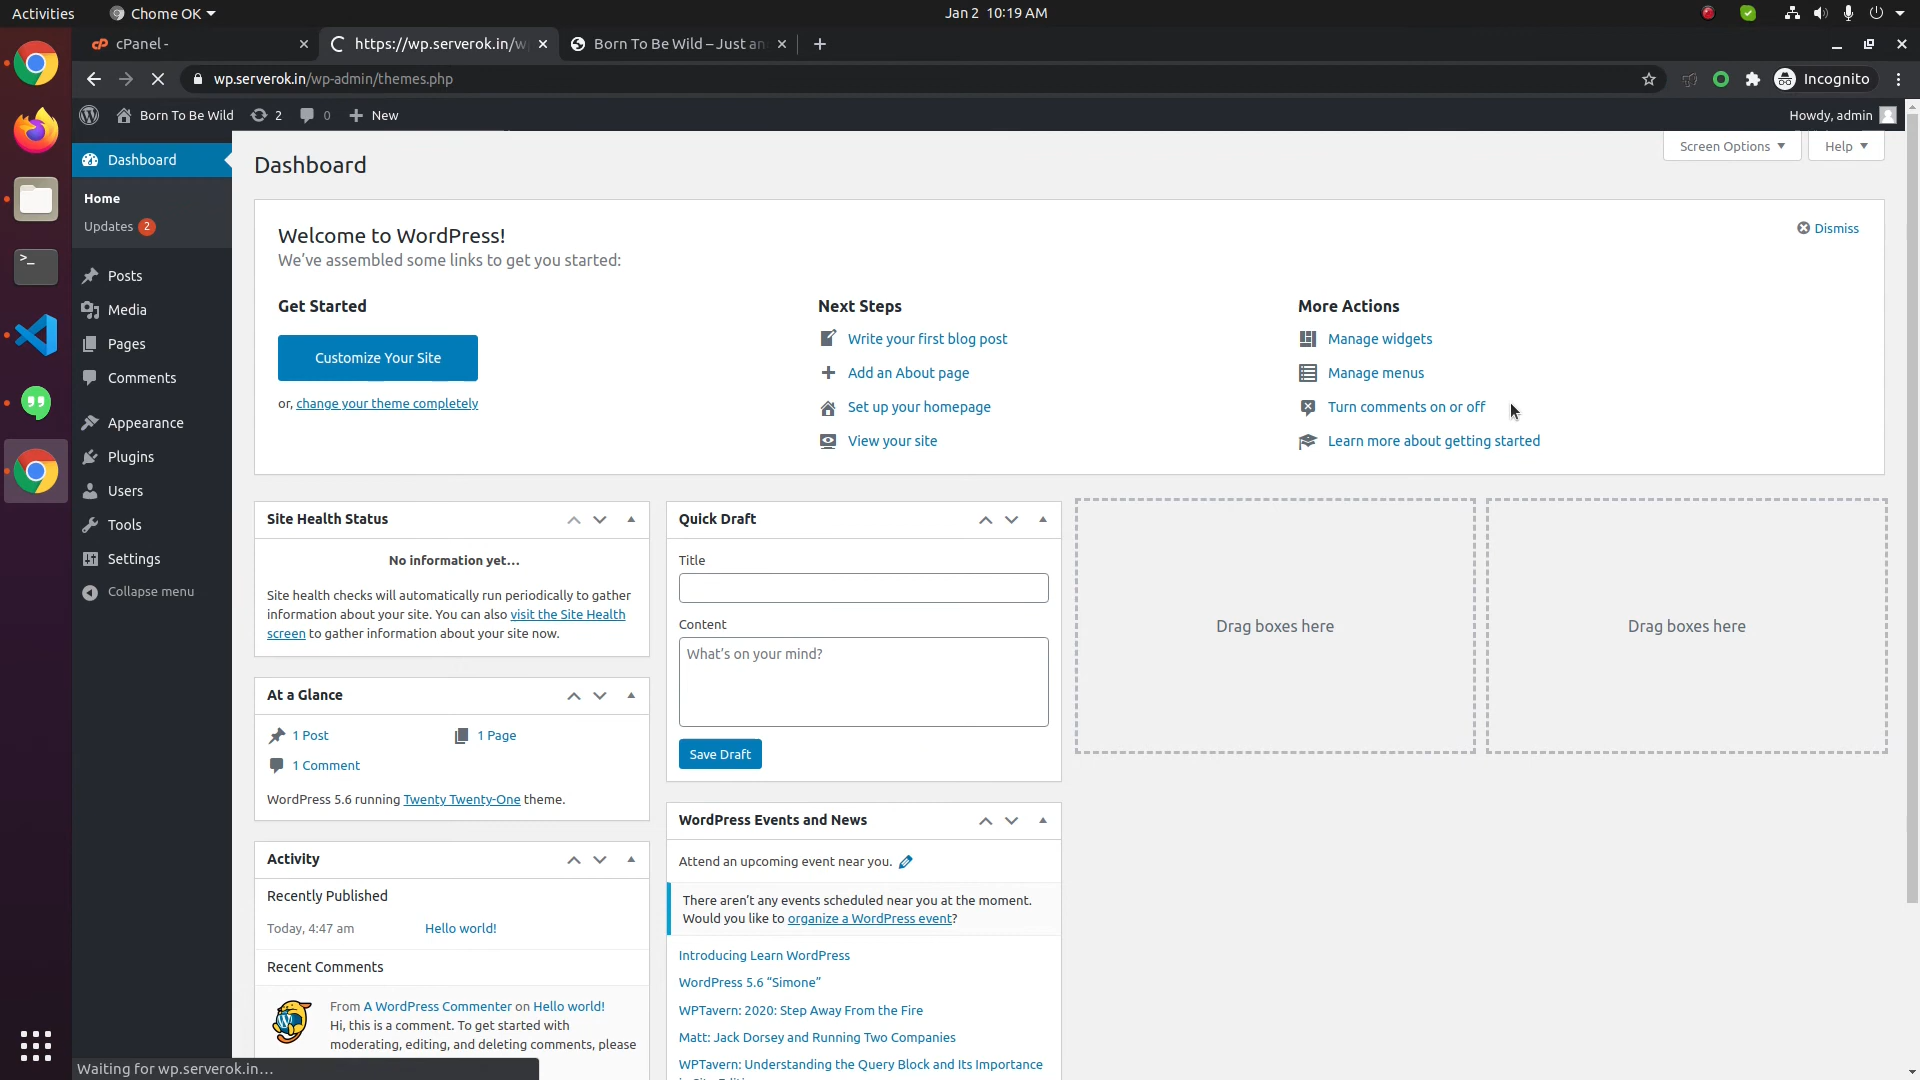 Activities
Chome OK
Jan 2 10:19 AM
cPanel -
https://wp.serverok.in/w
Born To Be Wild – Just an
wp.serverok.in/wp-admin/themes.php
Incognito
Born To Be Wild
2
0
New
Howdy, admin
Dashboard
Home
Updates 2
Posts
Media
Pages
Comments
Appearance
Plugins
Users
Tools
Settings
Collapse menu
Screen Options
Help
Dashboard
Welcome to WordPress!
We've assembled some links to get you started:
Dismiss
Get Started
Customize Your Site
or, change your theme completely
Next Steps
Write your first blog post
Add an About page
Set up your homepage
View your site
More Actions
Manage widgets
Manage menus
Turn comments on or off
Learn more about getting started
Site Health Status
No information yet…
Site health checks will automatically run periodically to gather
information about your site. You can also visit the Site Health
screen to gather information about your site now.
At a Glance
1 Post
1 Page
1 Comment
WordPress 5.6 running Twenty Twenty-One theme.
Activity
Recently Published
Today, 4:47 am
Hello world!
Recent Comments
From A WordPress Commenter on Hello world!
Hi, this is a comment. To get started with
moderating, editing, and deleting comments, please
Quick Draft
Title
Content
What's on your mind?
Save Draft
WordPress Events and News
Attend an upcoming event near you.
There aren't any events scheduled near you at the moment.
Would you like to organize a WordPress event?
Introducing Learn WordPress
WordPress 5.6 “Simone”
WPTavern: 2020: Step Away From the Fire
Matt: Jack Dorsey and Running Two Companies
WPTavern: Understanding the Query Block and Its Importance
Drag boxes here
Drag boxes here
Waiting for wp.serverok.in…